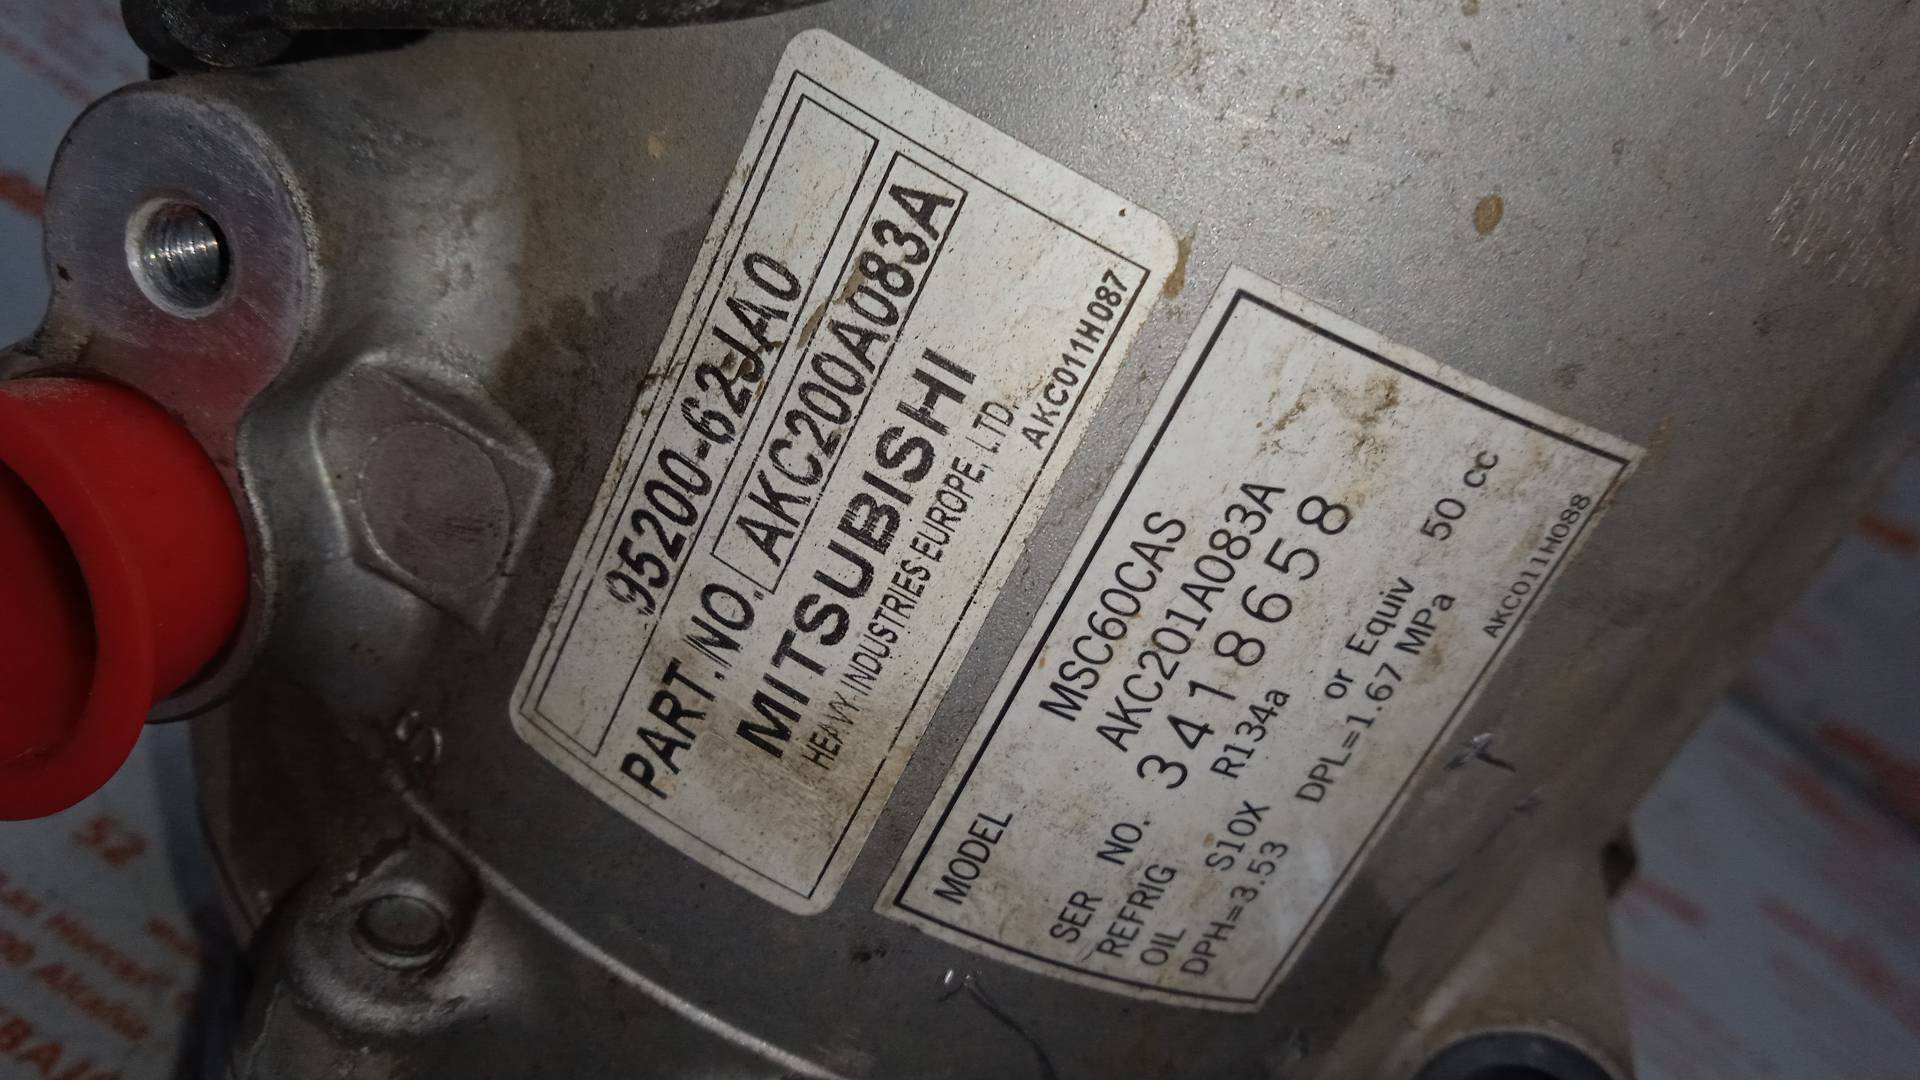 95200-62JA0
PART.NO. AKC200A083A
MITSUBISHI
HEAVY INDUSTRIES EUROPE, LTD.
AKC011H087
MODEL MSC60CAS
AKC201A083A
SER NO. 3418658
REFRIG R134a
OIL S10X or Equiv 50 cc
DPH=3.53 DPL=1.67 MPa
AKC011H088
52